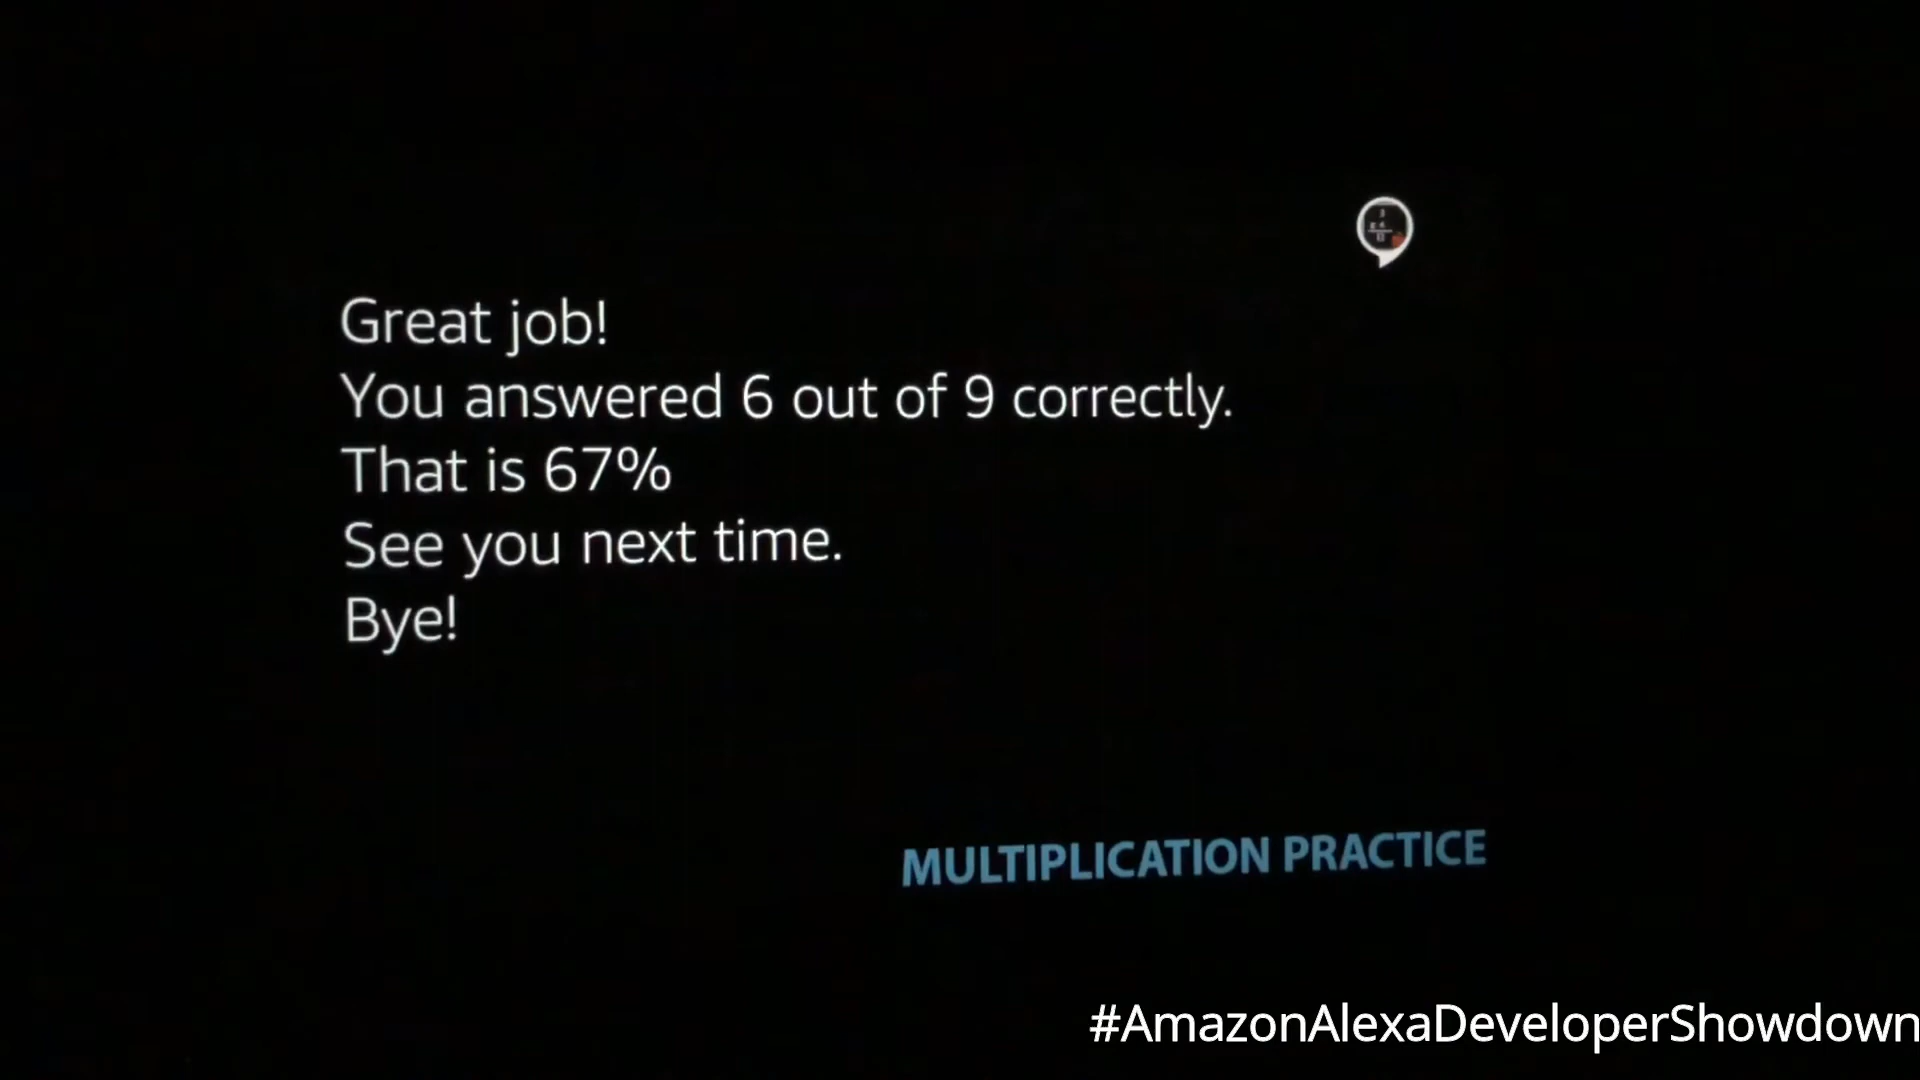 Great job!
You answered 6 out of 9 correctly.
That is 67%
See you next time.
Bye!
MULTIPLICATION PRACTICE
#AmazonAlexaDeveloperShowdown